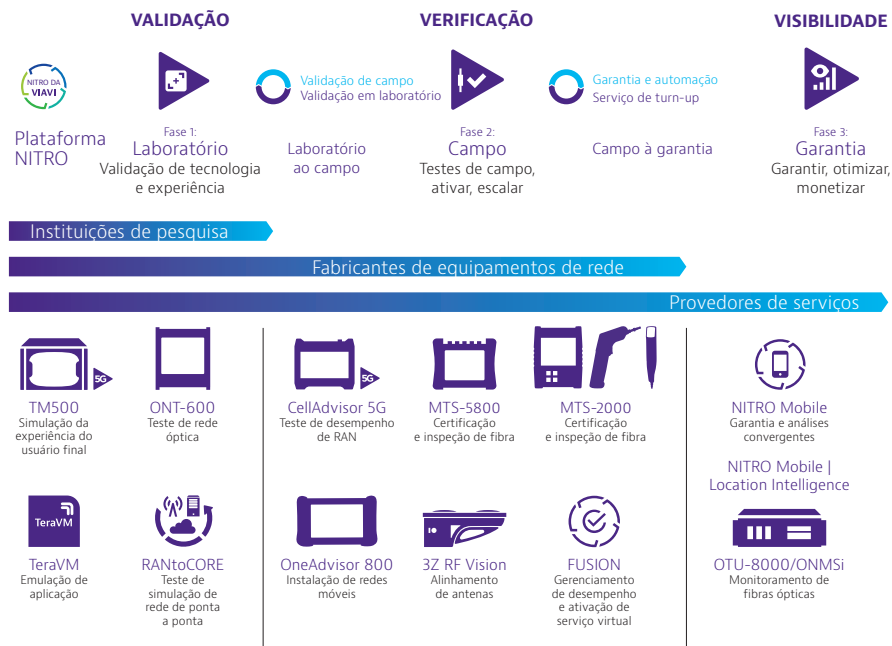 VALIDAÇÃO
VERIFICAÇÃO
VISIBILIDADE
NITRO DA
VIAVI
Plataforma
NITRO
Fase 1:
Laboratório
Validação de tecnologia
e experiência
Validação de campo
Validação em laboratório
Laboratório
ao campo
Fase 2:
Campo
Testes de campo,
ativar, escalar
Garantia e automação
Serviço de turn-up
Campo à garantia
Fase 3:
Garantia
Garantir, otimizar,
monetizar
Instituições de pesquisa
Fabricantes de equipamentos de rede
Provedores de serviços
5G
TM500
Simulação da
experiência do
usuário final
ONT-600
Teste de rede
óptica
5G
CellAdvisor 5G
Teste de desempenho
de RAN
MTS-5800
Certificação
e inspeção de fibra
MTS-2000
Certificação
e inspeção de fibra
NITRO Mobile
Garantia e análises
convergentes
NITRO Mobile |
Location Intelligence
TeraVM
TeraVM
Emulação de
aplicação
RANtoCORE
Teste de
simulação de
rede de ponta
a ponta
OneAdvisor 800
Instalação de redes
móveis
3Z RF Vision
Alinhamento
de antenas
FUSION
Gerenciamento
de desempenho
e ativação de
serviço virtual
OTU-8000/ONMSi
Monitoramento de
fibras ópticas